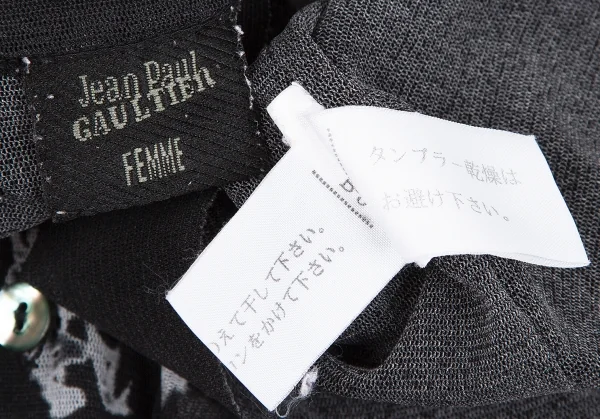 Jean Paul
GAULTIER
FEMME
タンブラー乾燥は
お避け下さい。
えて干して下さい。
ンをかけて下さい。